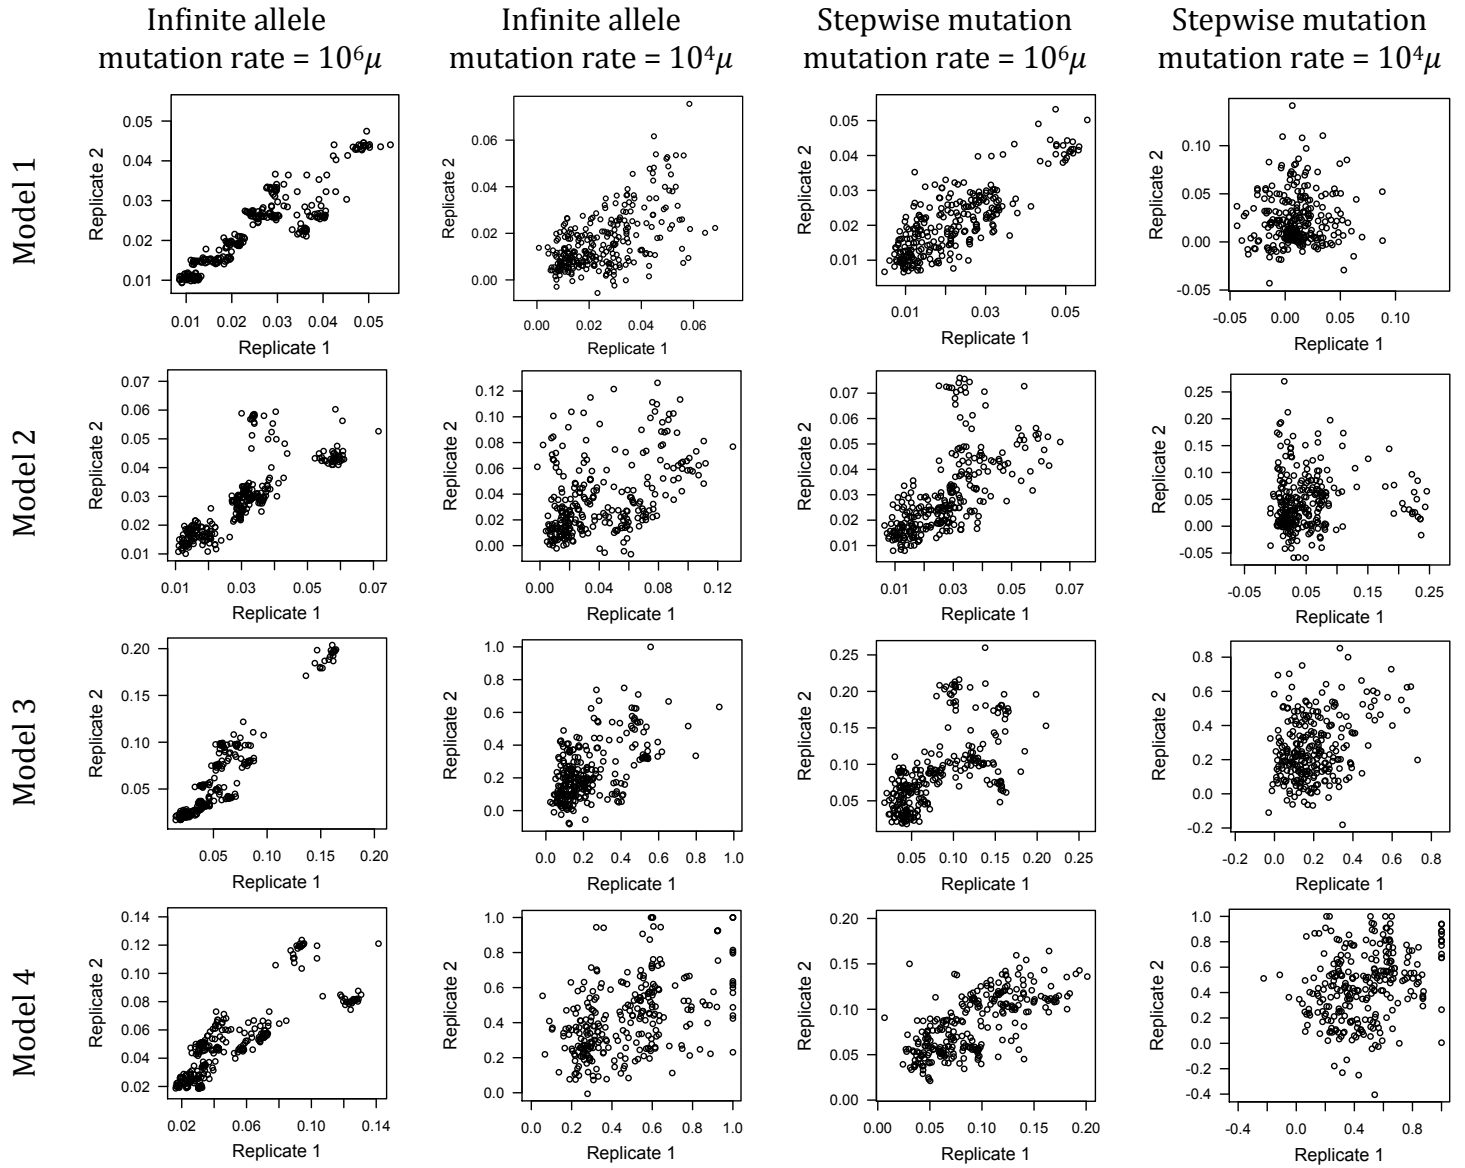 Infinite allele
mutation rate = 10⁶μ
Infinite allele
mutation rate = 10⁴μ
Stepwise mutation
mutation rate = 10⁶μ
Stepwise mutation
mutation rate = 10⁴μ
Model 1
Replicate 2
0.05
0.04
0.03
0.02
0.01
0.01 0.02 0.03 0.04 0.05
Replicate 1
Replicate 2
0.06
0.04
0.02
0.00
0.00 0.02 0.04 0.06
Replicate 1
Replicate 2
0.05
0.04
0.03
0.02
0.01
0.01 0.03 0.05
Replicate 1
Replicate 2
0.10
0.05
0.00
-0.05
-0.05 0.00 0.05 0.10
Replicate 1
Model 2
Replicate 2
0.07
0.06
0.05
0.04
0.03
0.02
0.01
0.01 0.03 0.05 0.07
Replicate 1
Replicate 2
0.12
0.10
0.08
0.06
0.04
0.02
0.00
0.00 0.04 0.08 0.12
Replicate 1
Replicate 2
0.07
0.06
0.05
0.04
0.03
0.02
0.01
0.01 0.03 0.05 0.07
Replicate 1
Replicate 2
0.25
0.20
0.15
0.10
0.05
0.00
-0.05
-0.05 0.05 0.15 0.25
Replicate 1
Model 3
Replicate 2
0.20
0.15
0.10
0.05
0.05 0.10 0.15 0.20
Replicate 1
Replicate 2
1.0
0.8
0.6
0.4
0.2
0.0
0.0 0.2 0.4 0.6 0.8 1.0
Replicate 1
Replicate 2
0.25
0.20
0.15
0.10
0.05
0.05 0.10 0.15 0.20 0.25
Replicate 1
Replicate 2
0.8
0.6
0.4
0.2
0.0
-0.2
-0.2 0.0 0.2 0.4 0.6 0.8
Replicate 1
Model 4
Replicate 2
0.14
0.12
0.10
0.08
0.06
0.04
0.02
0.02 0.06 0.10 0.14
Replicate 1
Replicate 2
1.0
0.8
0.6
0.4
0.2
0.0
0.0 0.2 0.4 0.6 0.8 1.0
Replicate 1
Replicate 2
0.20
0.15
0.10
0.05
0.00
0.00 0.05 0.10 0.15 0.20
Replicate 1
Replicate 2
1.0
0.8
0.6
0.4
0.2
0.0
-0.2
-0.4
-0.4 0.0 0.4 0.8
Replicate 1